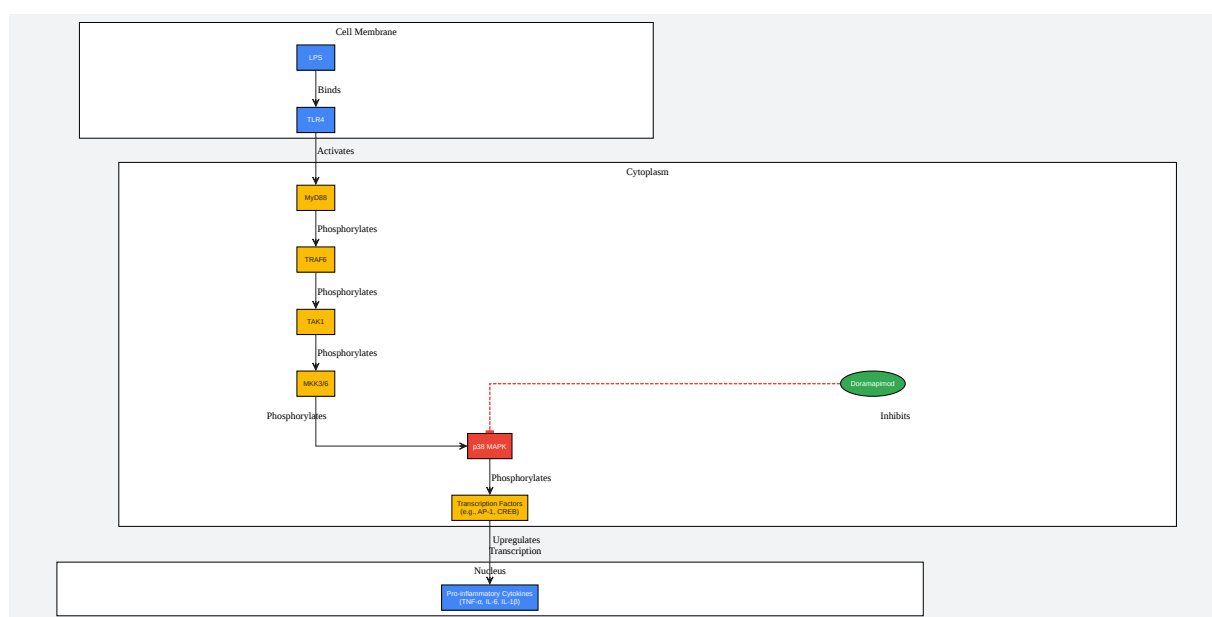 Cell Membrane
LPS
Binds
TLR4
Activates
Cytoplasm
MyD88
Phosphorylates
TRAF6
Phosphorylates
TAK1
Phosphorylates
MKK3/6
Doramapimod
Phosphorylates
Inhibits
p38 MAPK
Phosphorylates
Transcription Factors
(e.g., AP-1, CREB)
Upregulates
Transcription
Nucleus
Pro-inflammatory Cytokines
(TNF-α, IL-6, IL-1β)